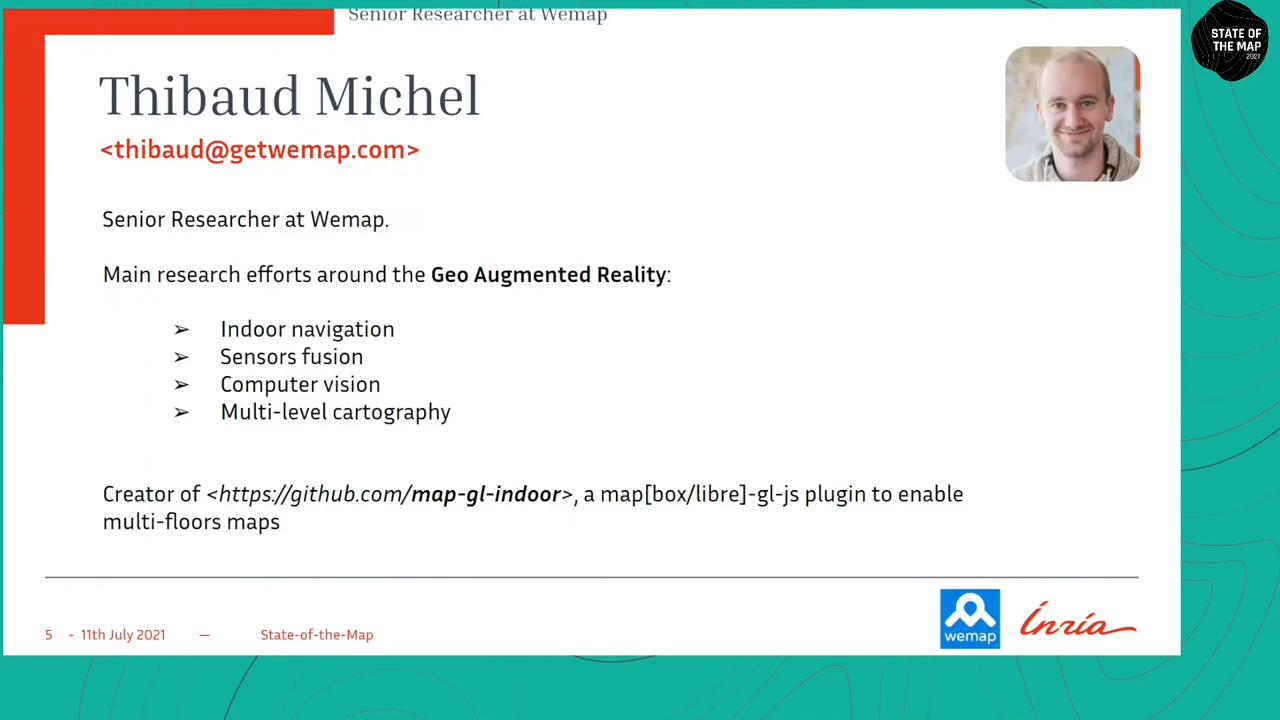 Senior Researcher at Wemap
STATE OF
THE MAP
2021
Thibaud Michel
<thibaud@getwemap.com>
Senior Researcher at Wemap.
Main research efforts around the Geo Augmented Reality:
➢ Indoor navigation
➢ Sensors fusion
➢ Computer vision
➢ Multi-level cartography
Creator of <https://github.com/map-gl-indoor>, a map[box/libre]-gl-js plugin to enable
multi-floors maps
5 - 11th July 2021 — State-of-the-Map
wemap
Inria